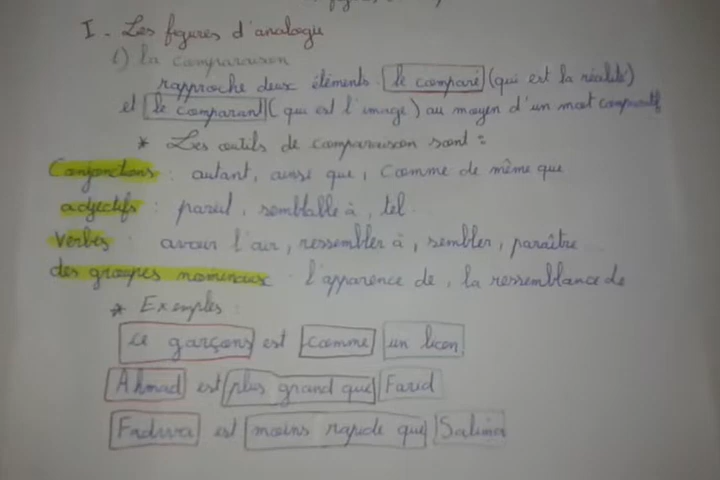 I - Les figures d'analogie
1) la comparaison
rapproche deux éléments le comparé (qui est la réalité)
et le comparant (qui est l'image) au moyen d'un mot comparatif
* Les outils de comparaison sont :
Conjonctions : autant, ainsi que, comme de même que
adjectifs : pareil, semblable à, tel
Verbes : avoir l'air, ressembler à, sembler, paraître
des groupes nominaux : l'apparence de, la ressemblance de
* Exemples :
ce garçons est comme un lion
Ahmad est plus grand que Farid
Fadwa est moins rapide que Salima